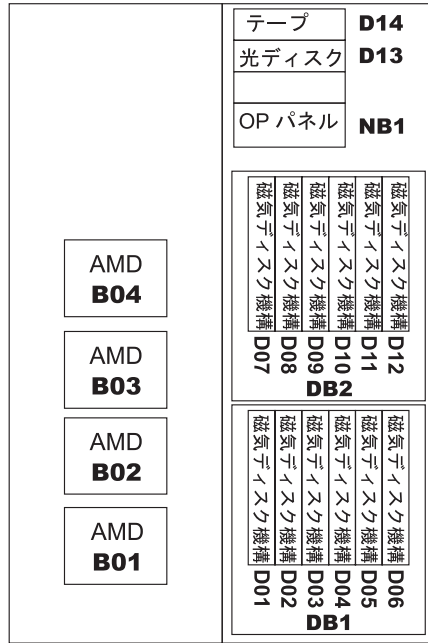 テープ D14
光ディスク D13
OP パネル NB1
AMD
B04
AMD
B03
AMD
B02
AMD
B01
磁気ディスク機構 D07
磁気ディスク機構 D08
磁気ディスク機構 D09
磁気ディスク機構 D10
磁気ディスク機構 D11
磁気ディスク機構 D12
DB2
磁気ディスク機構 D01
磁気ディスク機構 D02
磁気ディスク機構 D03
磁気ディスク機構 D04
磁気ディスク機構 D05
磁気ディスク機構 D06
DB1